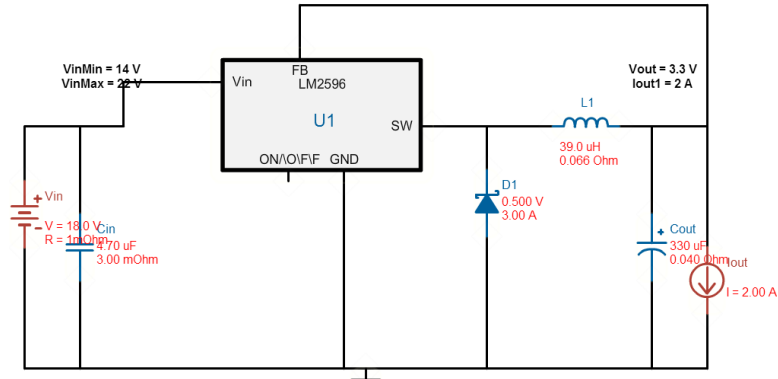 VinMin = 14 V
VinMax = 22 V
FB
LM2596
Vin
U1
SW
ON/\O\F\F GND
Vout = 3.3 V
Iout1 = 2 A
L1
39.0 uH
0.066 Ohm
D1
0.500 V
3.00 A
Vin
V = 18.0 V
R = 1mOhm
Cin
4.70 uF
3.00 mOhm
Cout
330 uF
0.040 Ohm
Iout
I = 2.00 A